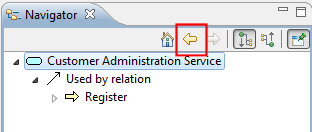 Navigator
Customer Administration Service
Used by relation
Register